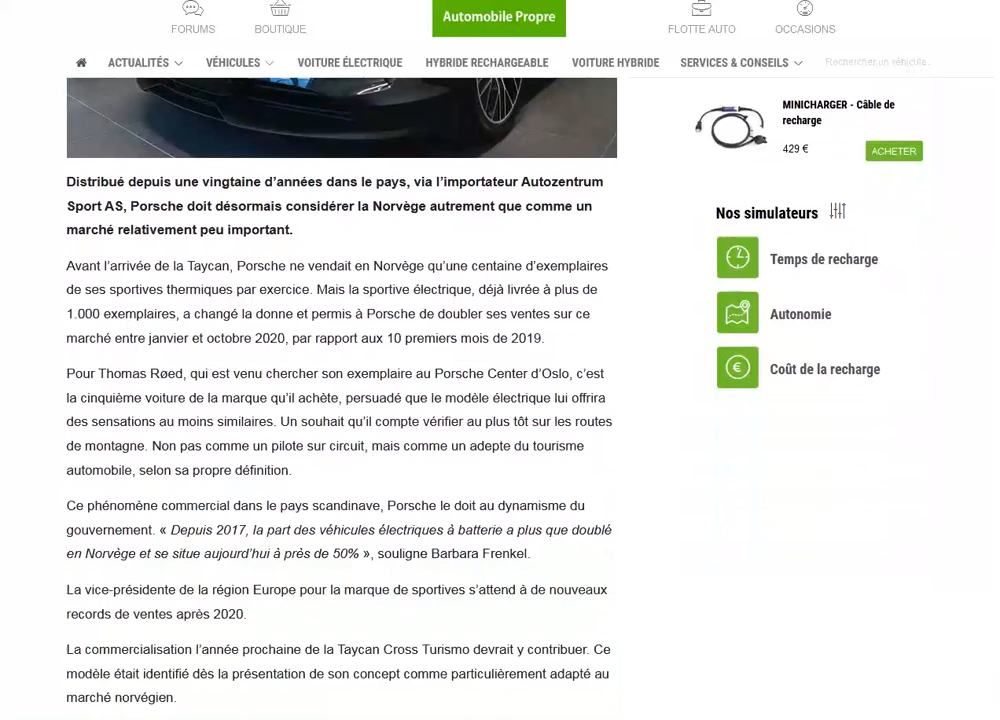 FORUMS
BOUTIQUE
Automobile Propre
FLOTTE AUTO
OCCASIONS
ACTUALITÉS
VÉHICULES
VOITURE ÉLECTRIQUE
HYBRIDE RECHARGEABLE
VOITURE HYBRIDE
SERVICES & CONSEILS
Rechercher un véhicule..
Distribué depuis une vingtaine d'années dans le pays, via l'importateur Autozentrum
Sport AS, Porsche doit désormais considérer la Norvège autrement que comme un
marché relativement peu important.
Avant l'arrivée de la Taycan, Porsche ne vendait en Norvège qu'une centaine d'exemplaires
de ses sportives thermiques par exercice. Mais la sportive électrique, déjà livrée à plus de
1.000 exemplaires, a changé la donne et permis à Porsche de doubler ses ventes sur ce
marché entre janvier et octobre 2020, par rapport aux 10 premiers mois de 2019.
Pour Thomas Røed, qui est venu chercher son exemplaire au Porsche Center d'Oslo, c'est
la cinquième voiture de la marque qu'il achète, persuadé que le modèle électrique lui offrira
des sensations au moins similaires. Un souhait qu'il compte vérifier au plus tôt sur les routes
de montagne. Non pas comme un pilote sur circuit, mais comme un adepte du tourisme
automobile, selon sa propre définition.
Ce phénomène commercial dans le pays scandinave, Porsche le doit au dynamisme du
gouvernement. « Depuis 2017, la part des véhicules électriques à batterie a plus que doublé
en Norvège et se situe aujourd'hui à près de 50% », souligne Barbara Frenkel.
La vice-présidente de la région Europe pour la marque de sportives s'attend à de nouveaux
records de ventes après 2020.
La commercialisation l'année prochaine de la Taycan Cross Turismo devrait y contribuer. Ce
modèle était identifié dès la présentation de son concept comme particulièrement adapté au
marché norvégien.
MINICHARGER - Câble de
recharge
429 €
ACHETER
Nos simulateurs
Temps de recharge
Autonomie
Coût de la recharge